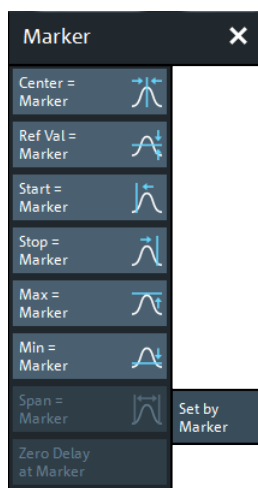 Marker
Center =
Marker
Ref Val =
Marker
Start =
Marker
Stop =
Marker
Max =
Marker
Min =
Marker
Span =
Marker
Zero Delay
at Marker
Set by
Marker